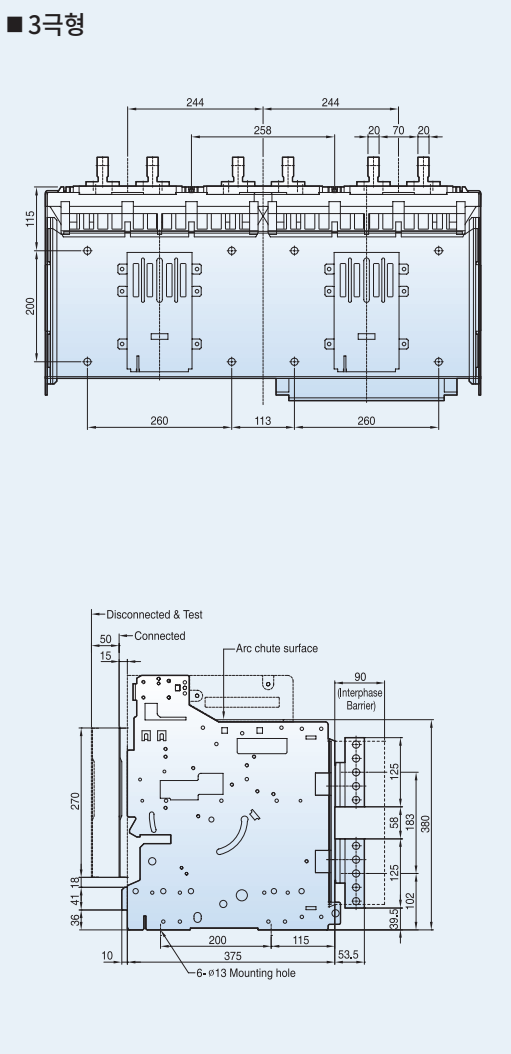 ■ 3극형
244 244
258 20 70 20
115
200
260 113 260
Disconnected & Test
50 Connected
15
Arc chute surface
90
(Interphase
Barrier)
270
125
58
183
380
125
18
41
36
39.5
102
200 115
10 375 53.5
6- ø13 Mounting hole